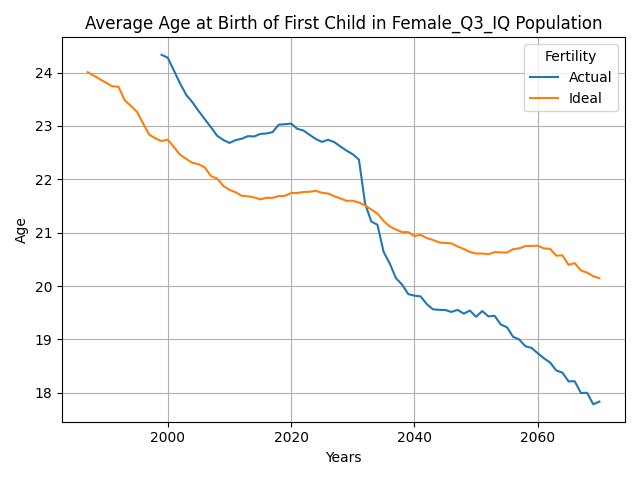 Average Age at Birth of First Child in Female_Q3_IQ Population
Fertility
Actual
Ideal
Age
24
23
22
21
20
19
18
2000
2020
2040
2060
Years